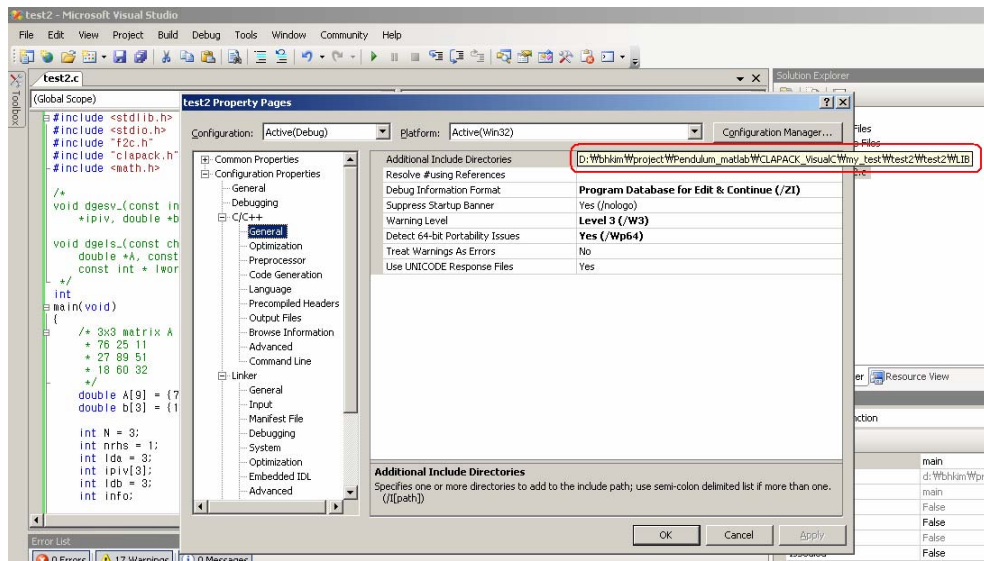 test2 - Microsoft Visual Studio
File Edit View Project Build Debug Tools Window Community Help
test2.c
Solution Explorer
Toolbox
(Global Scope)
#include <stdlib.h>
#include <stdio.h>
#include "f2c.h"
#include "clapack.h"
#include <math.h>
/*
void dgesv_(const in
*ipiv, double *b
void dgels_(const ch
double *A, const
const int * lwor
*/
int
main(void)
{
/* 3x3 matrix A
* 76 25 11
* 27 89 51
* 18 60 32
*/
double A[9] = {7
double b[3] = {1
int N = 3;
int nrhs = 1;
int lda = 3;
int ipiv[3];
int ldb = 3;
int info;
test2 Property Pages
Configuration: Active(Debug) Platform: Active(Win32) Configuration Manager...
Common Properties
Configuration Properties
General
Debugging
C/C++
General
Optimization
Preprocessor
Code Generation
Language
Precompiled Headers
Output Files
Browse Information
Advanced
Command Line
Linker
General
Input
Manifest File
Debugging
System
Optimization
Embedded IDL
Advanced
Additional Include Directories D:₩bhkim₩project₩Pendulum_matlab₩CLAPACK_VisualC₩my_test₩test2₩test2₩LIB
Resolve #using References
Debug Information Format Program Database for Edit & Continue (/ZI)
Suppress Startup Banner Yes (/nologo)
Warning Level Level 3 (/W3)
Detect 64-bit Portability Issues Yes (/Wp64)
Treat Warnings As Errors No
Use UNICODE Response Files Yes
Additional Include Directories
Specifies one or more directories to add to the include path; use semi-colon delimited list if more than one.
(/I[path])
OK Cancel Apply
Files
Files
2.c
er Resource View
nction
main
d:₩bhkim₩pr
main
False
False
False
False
Error List
0 Errors 17 Warnings 0 Messages